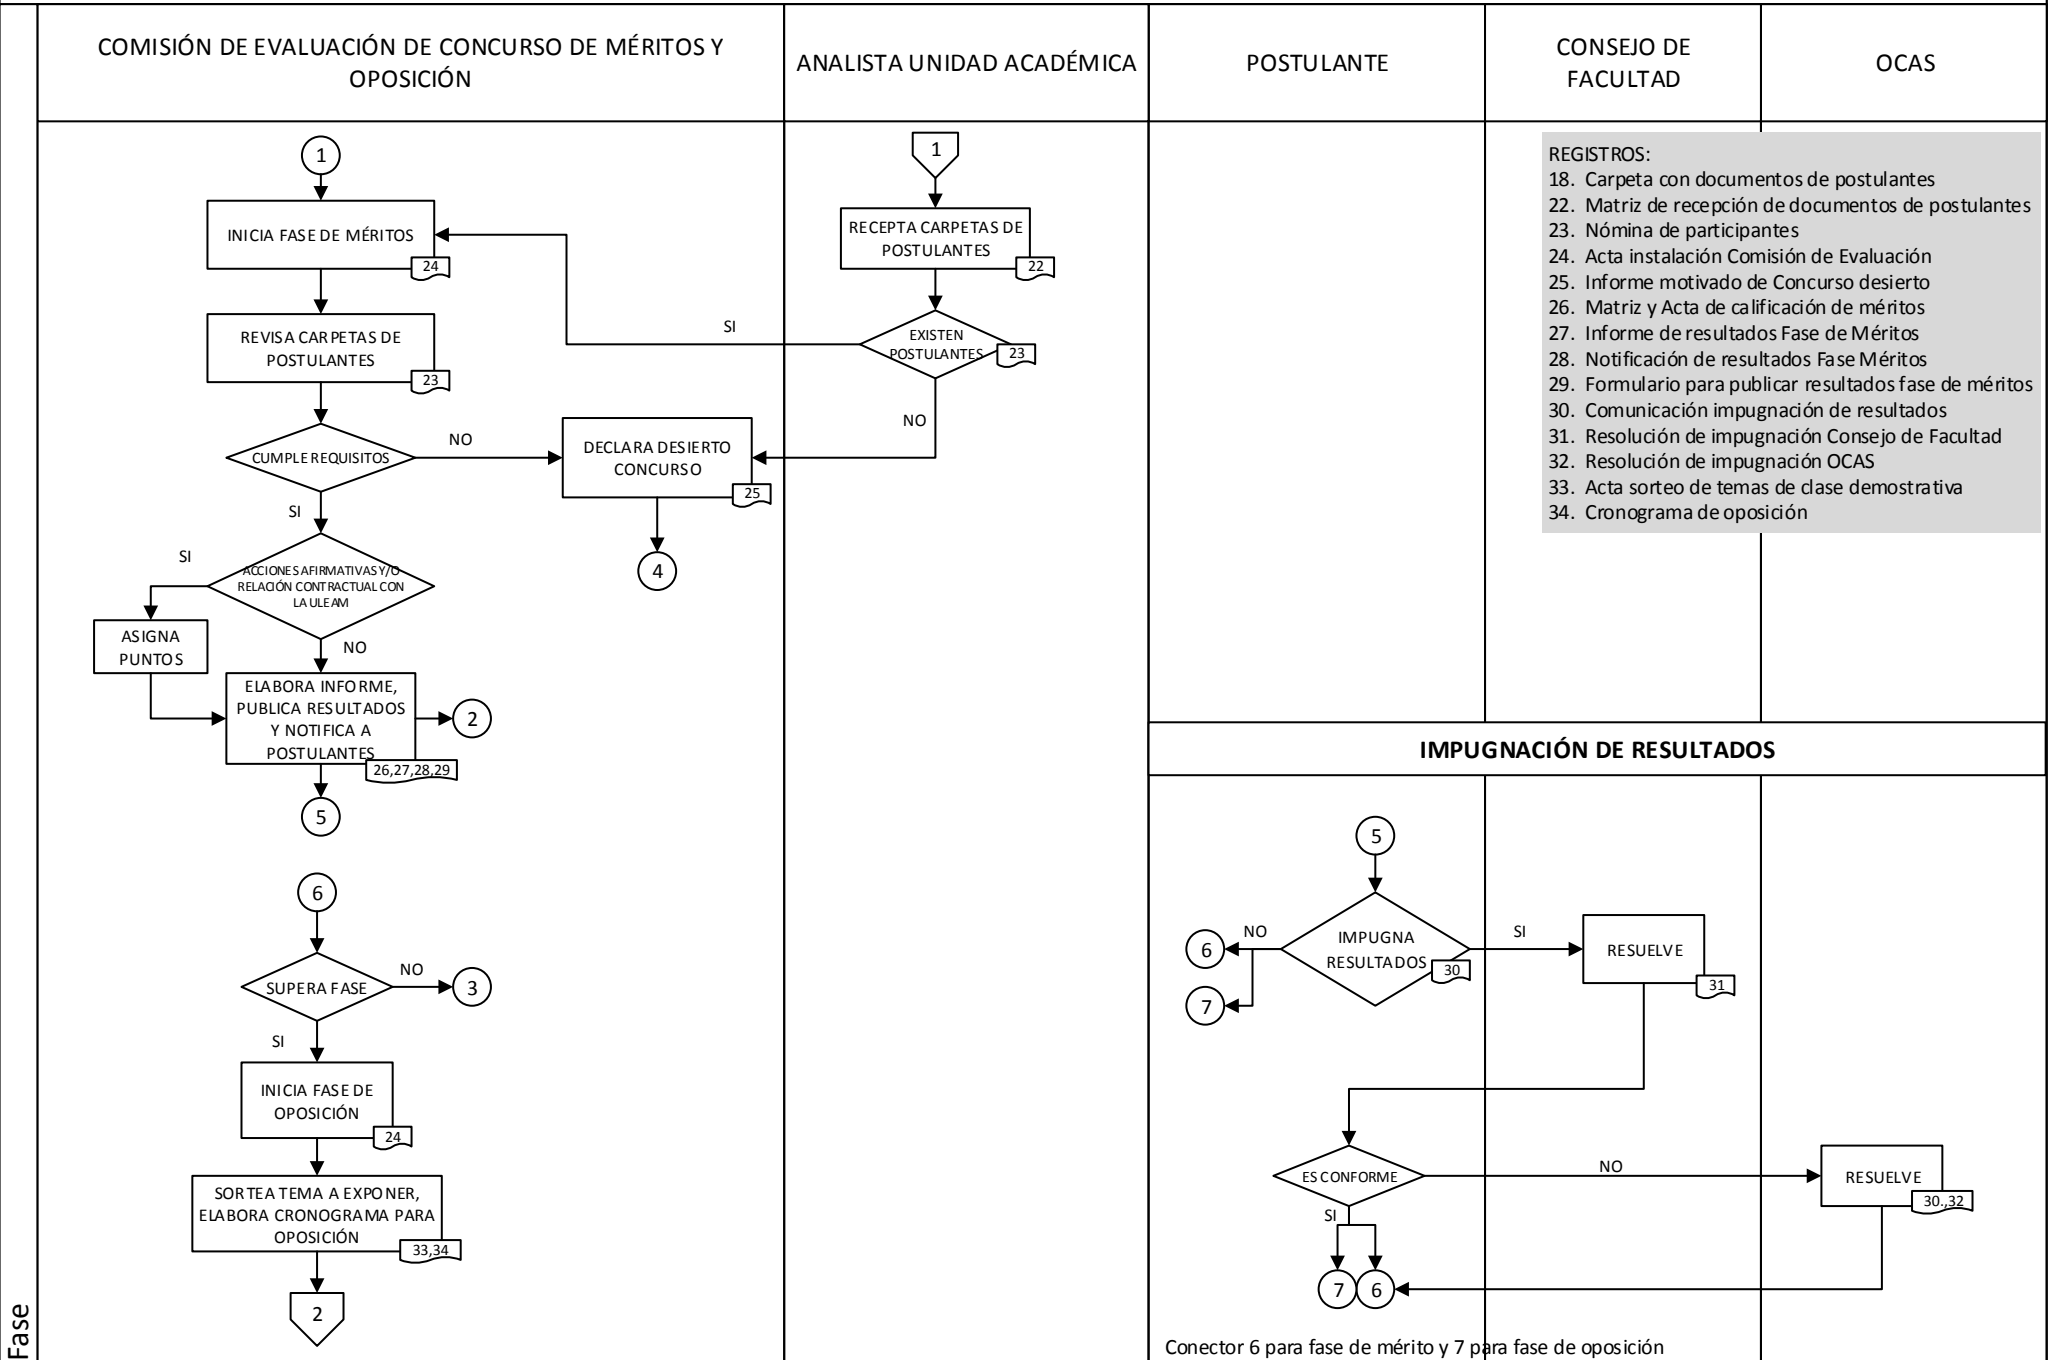 COMISIÓN DE EVALUACIÓN DE CONCURSO DE MÉRITOS Y
OPOSICIÓN
ANALISTA UNIDAD ACADÉMICA
POSTULANTE
CONSEJO DE
FACULTAD
OCAS
1
INICIA FASE DE MÉRITOS
24
REVISA CARPETAS DE
POSTULANTES
23
CUMPLE REQUISITOS
NO
SI
DECLARA DESIERTO
CONCURSO
25
4
ACCIONES AFIRMATIVAS Y/O
RELACIÓN CONTRACTUAL CON
LA ULEAM
SI
NO
ASIGNA
PUNTOS
ELABORA INFORME,
PUBLICA RESULTADOS
Y NOTIFICA A
POSTULANTES
26,27,28,29
2
5
6
SUPERA FASE
NO
3
SI
INICIA FASE DE
OPOSICIÓN
24
SORTEA TEMA A EXPONER,
ELABORA CRONOGRAMA PARA
OPOSICIÓN
33,34
2
1
RECEPTA CARPETAS DE
POSTULANTES
22
EXISTEN
POSTULANTES
23
SI
NO
REGISTROS:
18. Carpeta con documentos de postulantes
22. Matriz de recepción de documentos de postulantes
23. Nómina de participantes
24. Acta instalación Comisión de Evaluación
25. Informe motivado de Concurso desierto
26. Matriz y Acta de calificación de méritos
27. Informe de resultados Fase de Méritos
28. Notificación de resultados Fase Méritos
29. Formulario para publicar resultados fase de méritos
30. Comunicación impugnación de resultados
31. Resolución de impugnación Consejo de Facultad
32. Resolución de impugnación OCAS
33. Acta sorteo de temas de clase demostrativa
34. Cronograma de oposición
IMPUGNACIÓN DE RESULTADOS
5
IMPUGNA
RESULTADOS
30
NO
6
7
SI
RESUELVE
31
ES CONFORME
NO
SI
RESUELVE
30.,32
7
6
Conector 6 para fase de mérito y 7 para fase de oposición
Fase